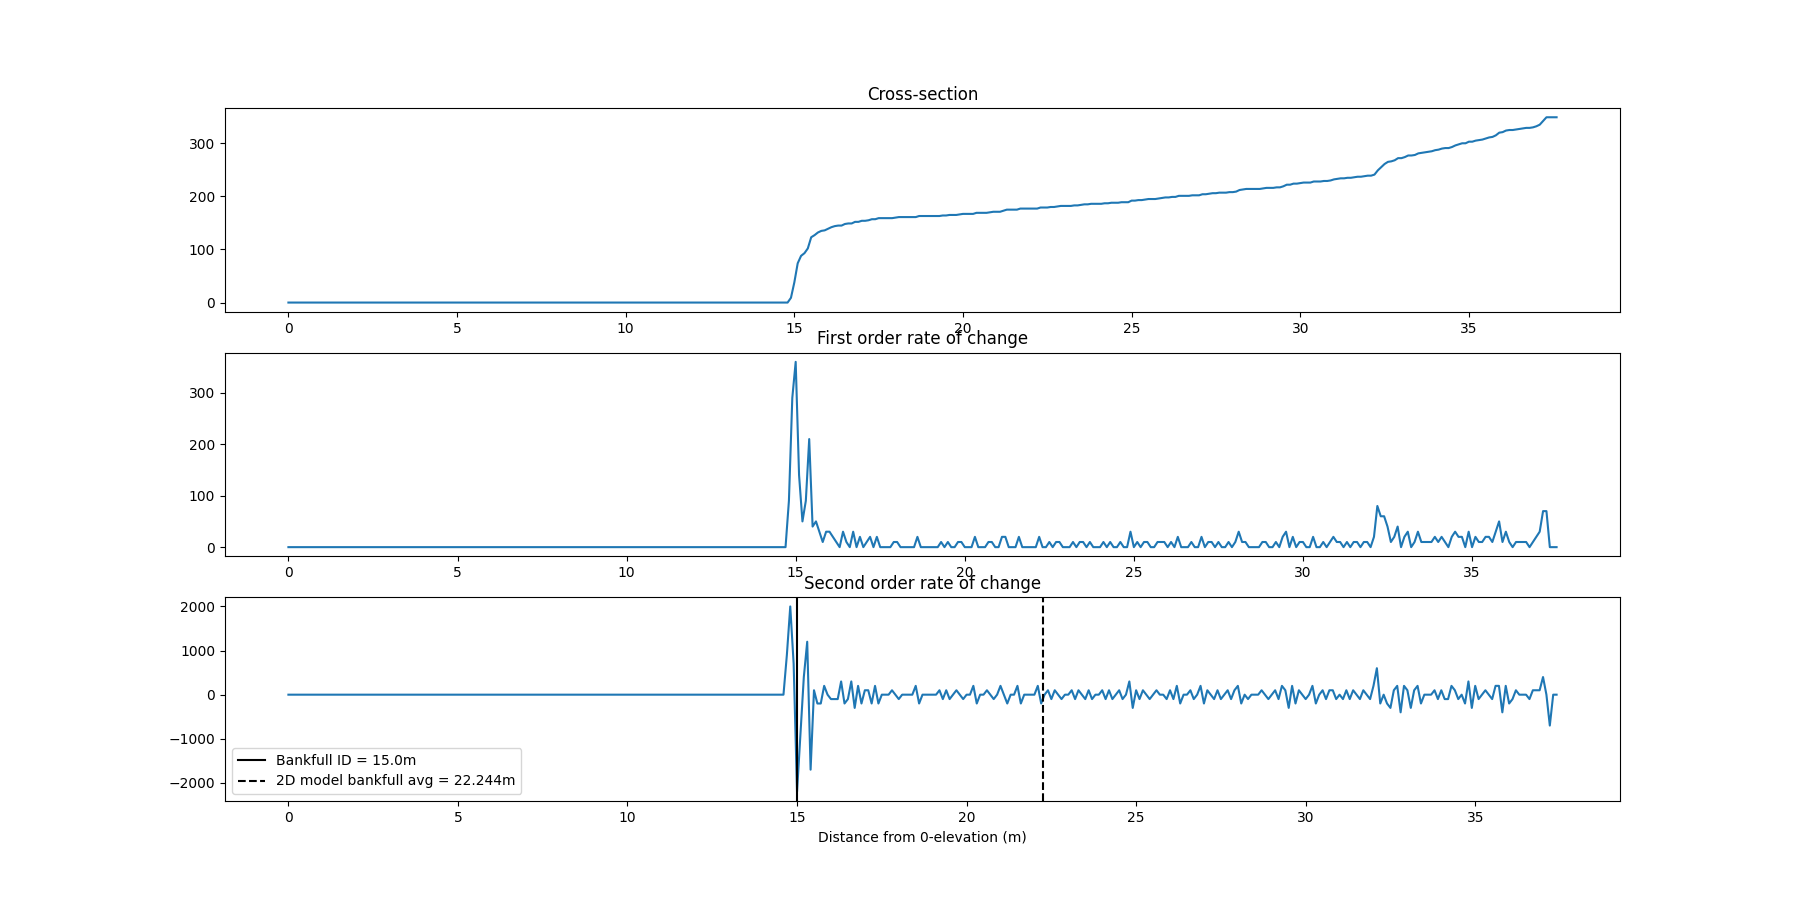 Cross-section
300
200
100
0
0 5 10 15 20 25 30 35
First order rate of change
300
200
100
0
0 5 10 15 20 25 30 35
Second order rate of change
2000
1000
0
−1000
−2000
Bankfull ID = 15.0m
2D model bankfull avg = 22.244m
0 5 10 15 20 25 30 35
Distance from 0-elevation (m)